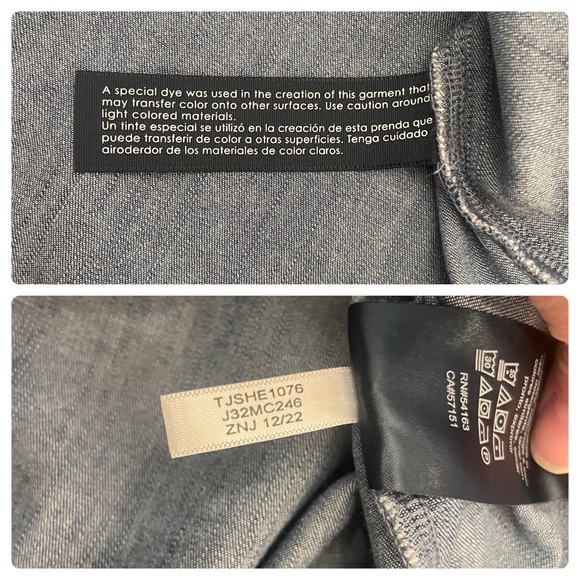 A special dye was used in the creation of this garment that
may transfer color onto other surfaces. Use caution around
light colored materials.
Un tinte especial se utilizó en la creación de esta prenda que
puede transferir de color a otras superficies. Tenga cuidado
airoderdor de los materiales de color claros.
TJSHE1076
J32MC246
ZNJ 12/22
RN#54163
CA#57151